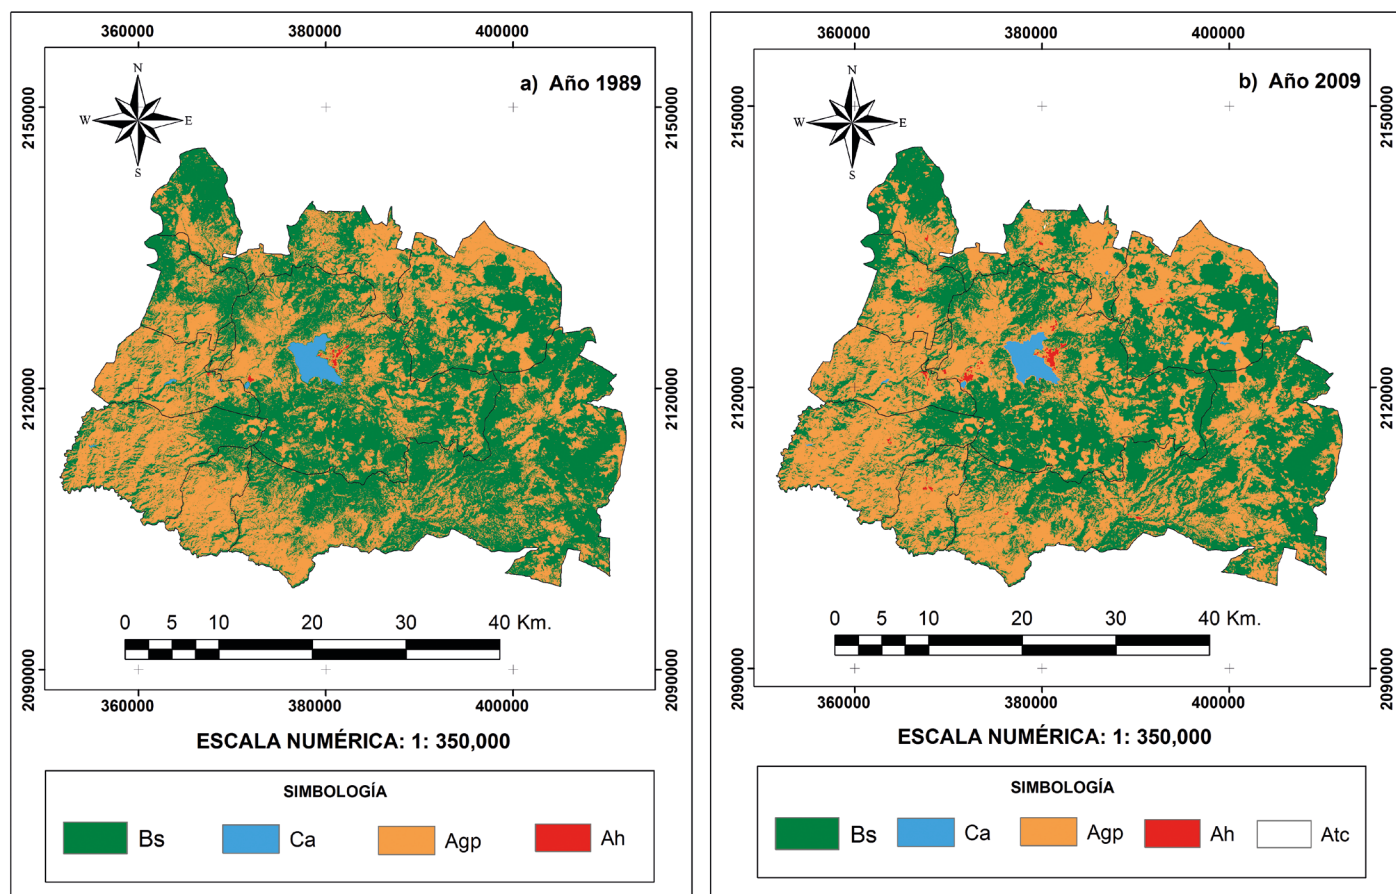 360000 380000 400000
a) Año 1989
N
W E
S
2150000 2150000
2120000 2120000
2090000 2090000
0 5 10 20 30 40 Km.
360000 380000 400000
ESCALA NUMÉRICA: 1: 350,000
SIMBOLOGÍA
Bs Ca Agp Ah
360000 380000 400000
b) Año 2009
N
W E
S
2150000 2150000
2120000 2120000
2090000 2090000
0 5 10 20 30 40 Km.
360000 380000 400000
ESCALA NUMÉRICA: 1: 350,000
SIMBOLOGÍA
Bs Ca Agp Ah Atc